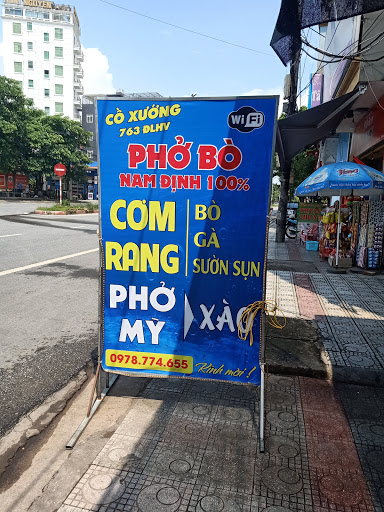 CỒ XƯỚNG
763 ĐLHV
WiFi
PHỞ BÒ
NAM ĐỊNH 100%
CƠM RANG
BÒ
GÀ
SƯỜN SỤN
PHỞ
MỲ
XÀO
0978.774.655
Kính mời!